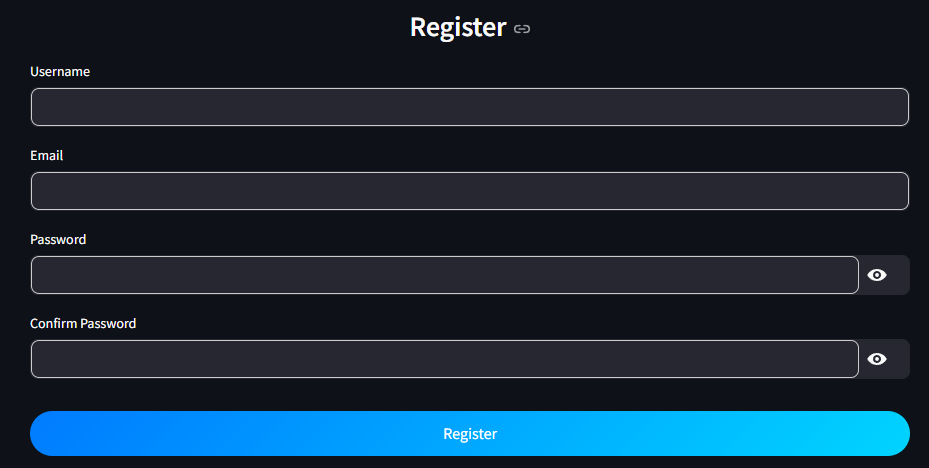 Register
Username
Email
Password
Confirm Password
Register